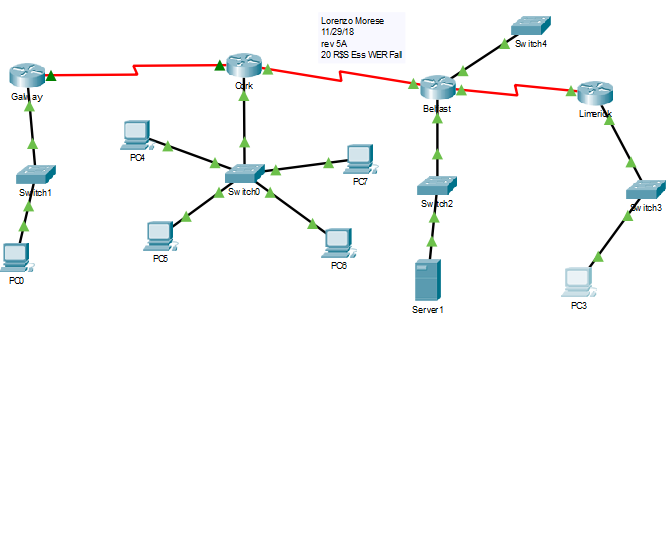 Lorenzo Morese
11/29/18
rev 5A
20 R$S Ess WER Fall
Switch4
Galway
Cork
Belfast
Limerick
PC4
PC7
Switch1
Switch0
Switch2
Switch3
PC5
PC6
PC0
Server1
PC3